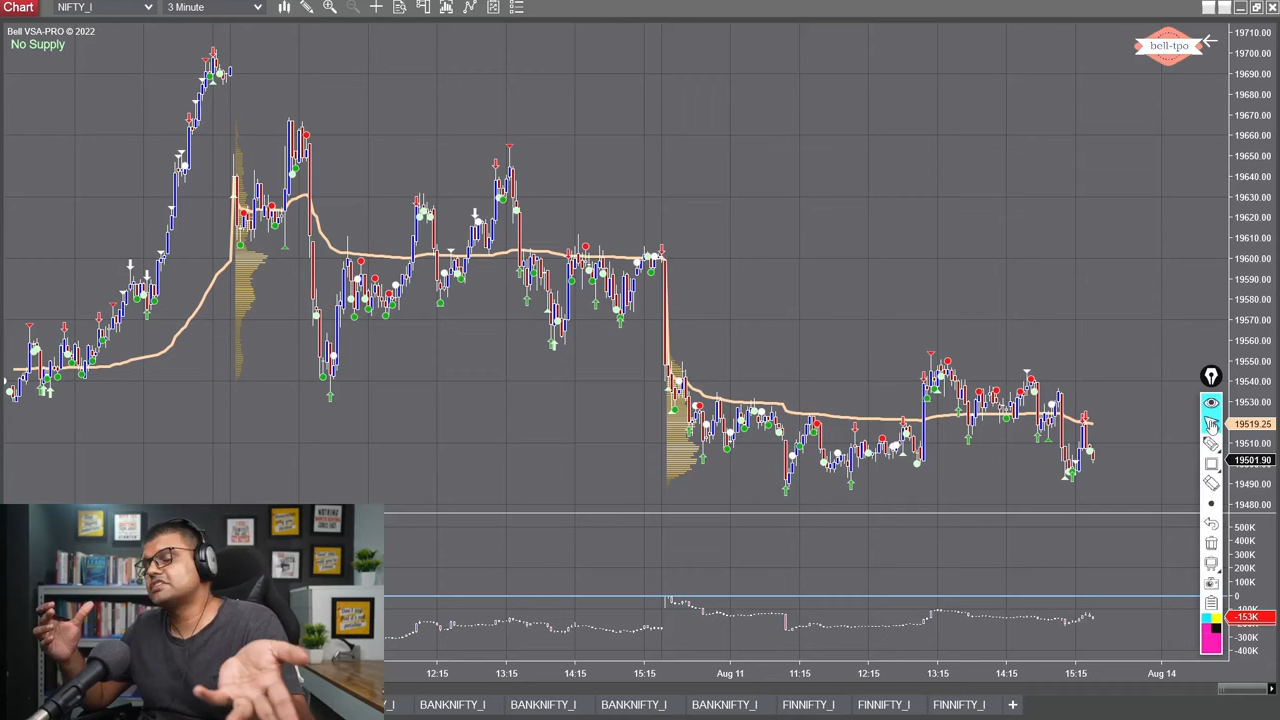 Chart
NIFTY_I
3 Minute
Bell VSA-PRO © 2022
No Supply
bell-tpo
19710.00
19700.00
19690.00
19680.00
19670.00
19660.00
19650.00
19640.00
19630.00
19620.00
19610.00
19600.00
19590.00
19580.00
19570.00
19560.00
19550.00
19540.00
19530.00
19519.25
19510.00
19501.90
19490.00
19480.00
500K
400K
300K
200K
100K
0
-153K
-300K
-400K
12:15
13:15
14:15
15:15
Aug 11
11:15
12:15
13:15
14:15
15:15
Aug 14
BANKNIFTY_I
BANKNIFTY_I
BANKNIFTY_I
BANKNIFTY_I
FINNIFTY_I
FINNIFTY_I
FINNIFTY_I